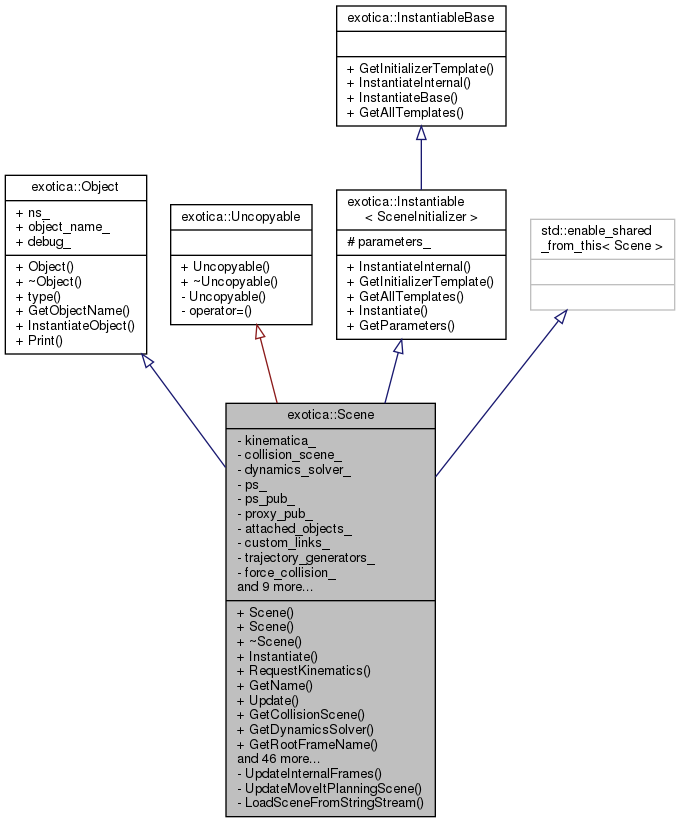 exotica::InstantiableBase
+ GetInitializerTemplate()
+ InstantiateInternal()
+ InstantiateBase()
+ GetAllTemplates()
exotica::Object
+ ns_
+ object_name_
+ debug_
+ Object()
+ ~Object()
+ type()
+ GetObjectName()
+ InstantiateObject()
+ Print()
exotica::Uncopyable
+ Uncopyable()
+ ~Uncopyable()
- Uncopyable()
- operator=()
exotica::Instantiable
< SceneInitializer >
# parameters_
+ InstantiateInternal()
+ GetInitializerTemplate()
+ GetAllTemplates()
+ Instantiate()
+ GetParameters()
std::enable_shared
_from_this< Scene >
exotica::Scene
- kinematica_
- collision_scene_
- dynamics_solver_
- ps_
- ps_pub_
- proxy_pub_
- attached_objects_
- custom_links_
- trajectory_generators_
- force_collision_
and 9 more...
+ Scene()
+ Scene()
+ ~Scene()
+ Instantiate()
+ RequestKinematics()
+ GetName()
+ Update()
+ GetCollisionScene()
+ GetDynamicsSolver()
+ GetRootFrameName()
and 46 more...
- UpdateInternalFrames()
- UpdateMoveItPlanningScene()
- LoadSceneFromStringStream()